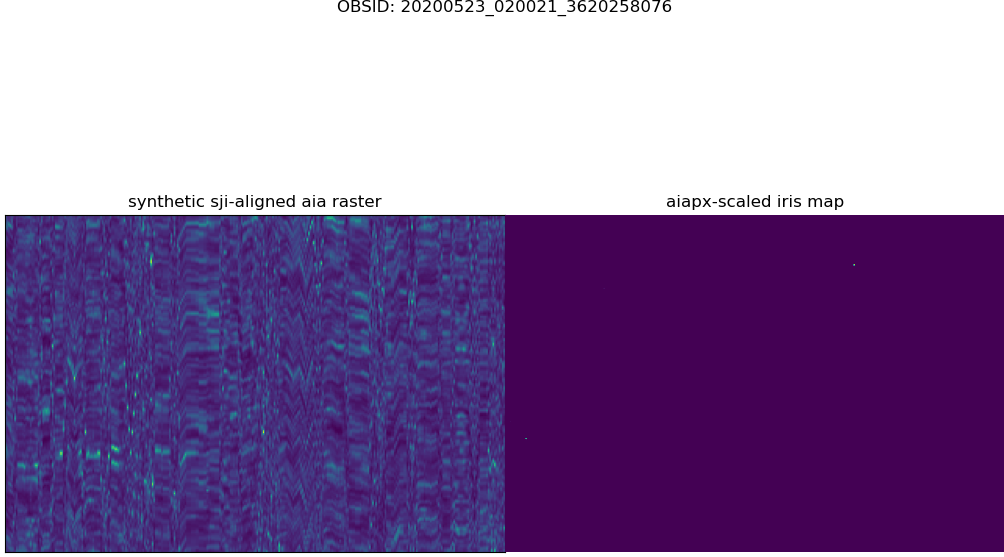 OBSID: 20200523_020021_3620258076
synthetic sji-aligned aia raster
aiapx-scaled iris map